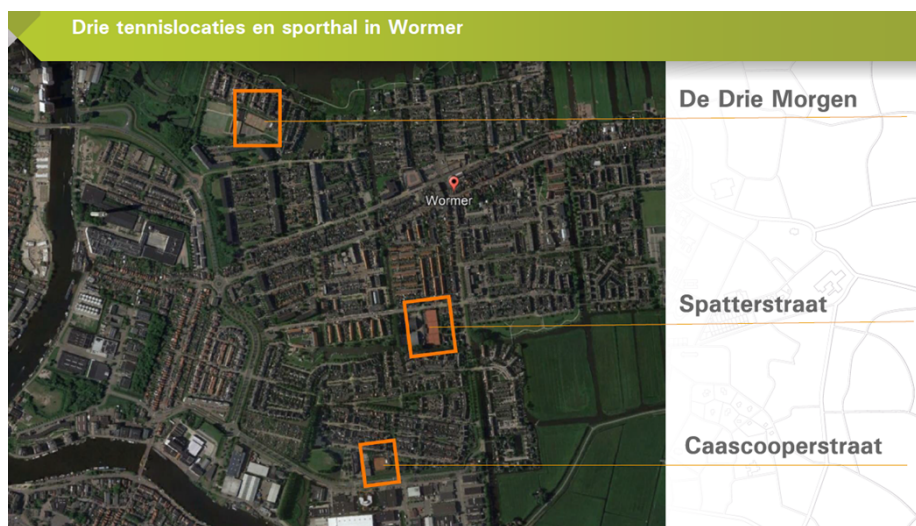 Drie tennislocaties en sporthal in Wormer
De Drie Morgen
Wormer
Spatterstraat
Caascooperstraat